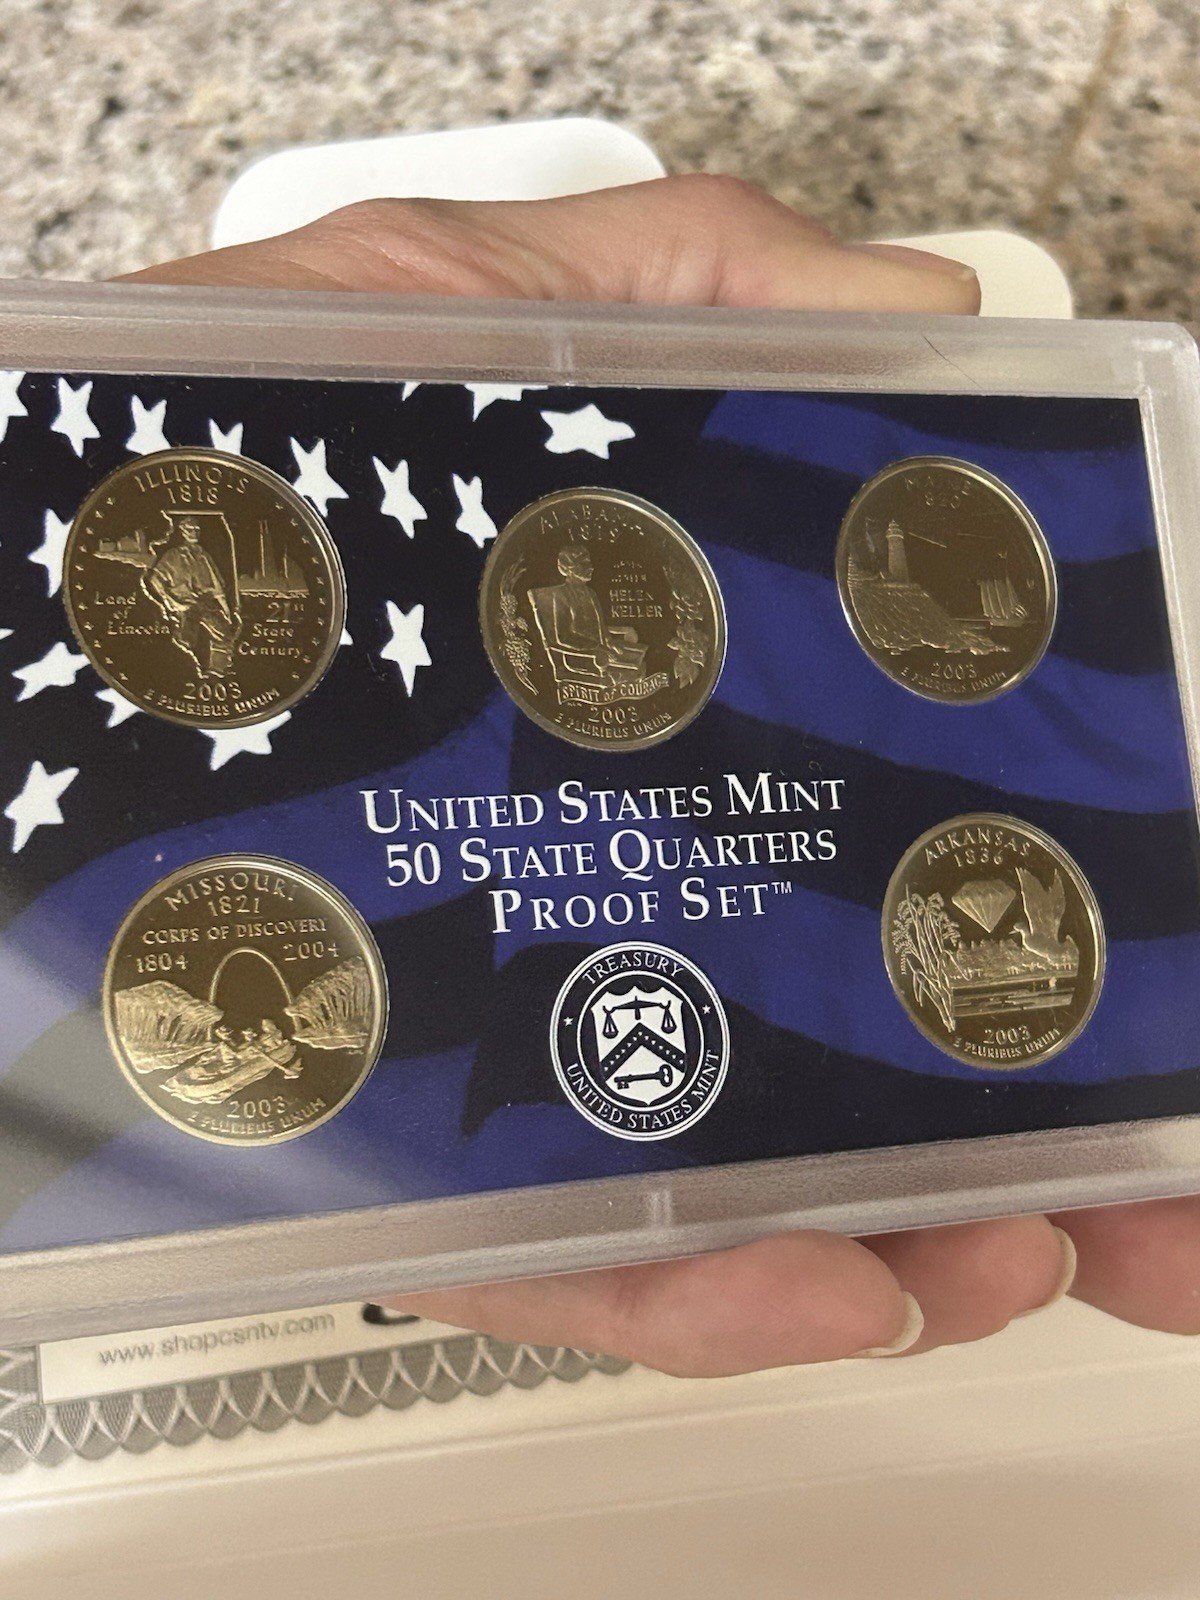 ILLINOIS
1818
Land
of
Lincoln
21st
State
Century
2003
E PLURIBUS UNUM
ALABAMA
1819
HELEN
KELLER
SPIRIT of COURAGE
2003
E PLURIBUS UNUM
MAINE
2003
E PLURIBUS UNUM
UNITED STATES MINT
50 STATE QUARTERS
PROOF SET™
MISSOURI
1821
CORPS OF DISCOVERY
1804
2004
2003
E PLURIBUS UNUM
TREASURY
UNITED STATES MINT
ARKANSAS
1836
2003
E PLURIBUS UNUM
www.shopcsntv.com